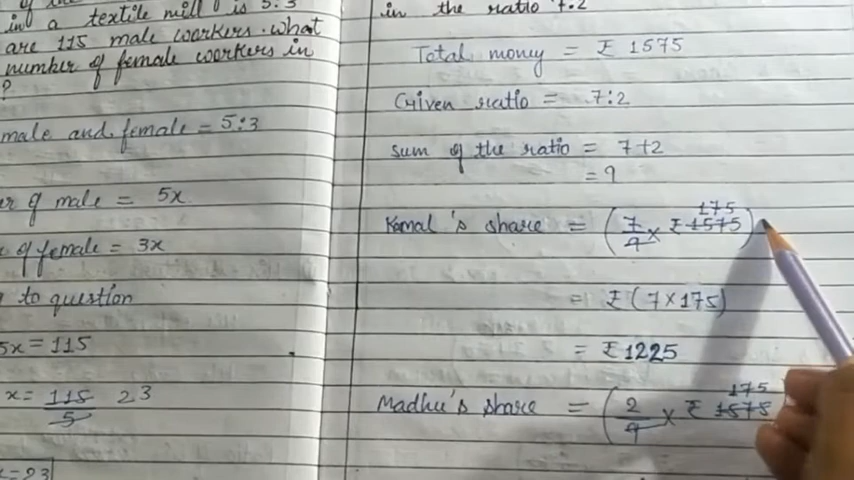 in a textile mill is 5:3
are 115 male workers. what
number of female workers in
?
male and female = 5:3
of male = 5x
of female = 3x
to question
5x = 115
x = 115 23
5
x = 23
in the ratio 7:2
Total money = ₹ 1575
Given ratio = 7:2
sum of the ratio = 7+2
= 9
175
Komal's share = (7/9 × ₹ 1575)
= ₹ (7×175)
= ₹ 1225
175
Madhu's share = (2/9 × ₹ 1575